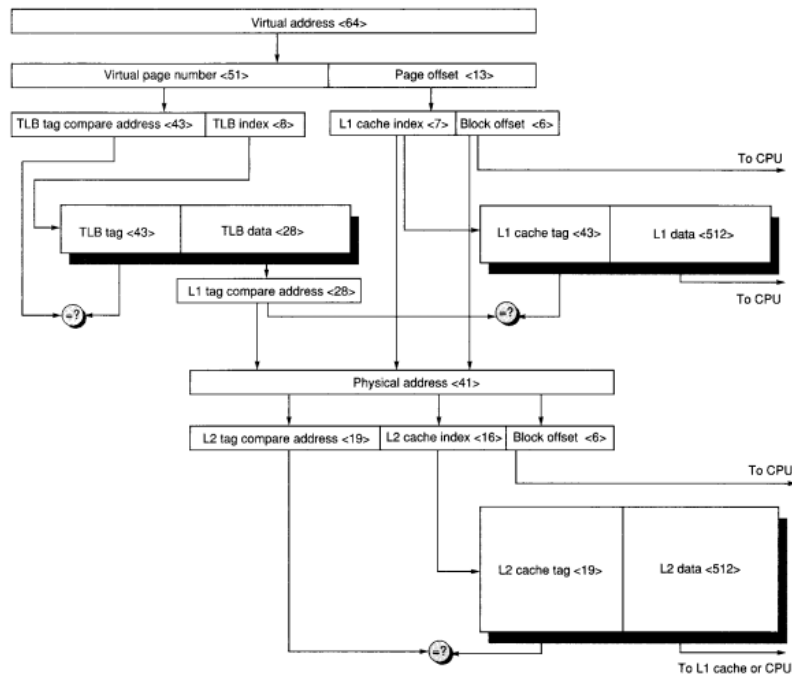 Virtual address <64>
Virtual page number <51> Page offset <13>
TLB tag compare address <43> TLB index <8> L1 cache index <7> Block offset <6>
To CPU
TLB tag <43> TLB data <28> L1 cache tag <43> L1 data <512>
L1 tag compare address <28>
=? =? To CPU
Physical address <41>
L2 tag compare address <19> L2 cache index <16> Block offset <6>
To CPU
L2 cache tag <19> L2 data <512>
=?
To L1 cache or CPU